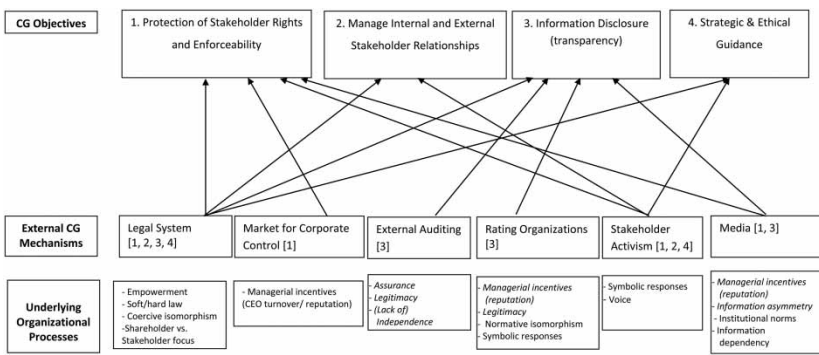 CG Objectives
1. Protection of Stakeholder Rights
and Enforceability
2. Manage Internal and External
Stakeholder Relationships
3. Information Disclosure
(transparency)
4. Strategic & Ethical
Guidance
External CG
Mechanisms
Legal System
[1, 2, 3, 4]
Market for Corporate
Control [1]
External Auditing
[3]
Rating Organizations
[3]
Stakeholder
Activism [1, 2, 4]
Media [1, 3]
Underlying
Organizational
Processes
- Empowerment
- Soft/hard law
- Coercive isomorphism
-Shareholder vs.
Stakeholder focus
- Managerial incentives
(CEO turnover/ reputation)
- Assurance
- Legitimacy
- (Lack of)
Independence
- Managerial incentives
(reputation)
- Legitimacy
- Normative isomorphism
- Symbolic responses
- Symbolic responses
- Voice
- Managerial incentives
(reputation)
- Information asymmetry
- Institutional norms
- Information
dependency